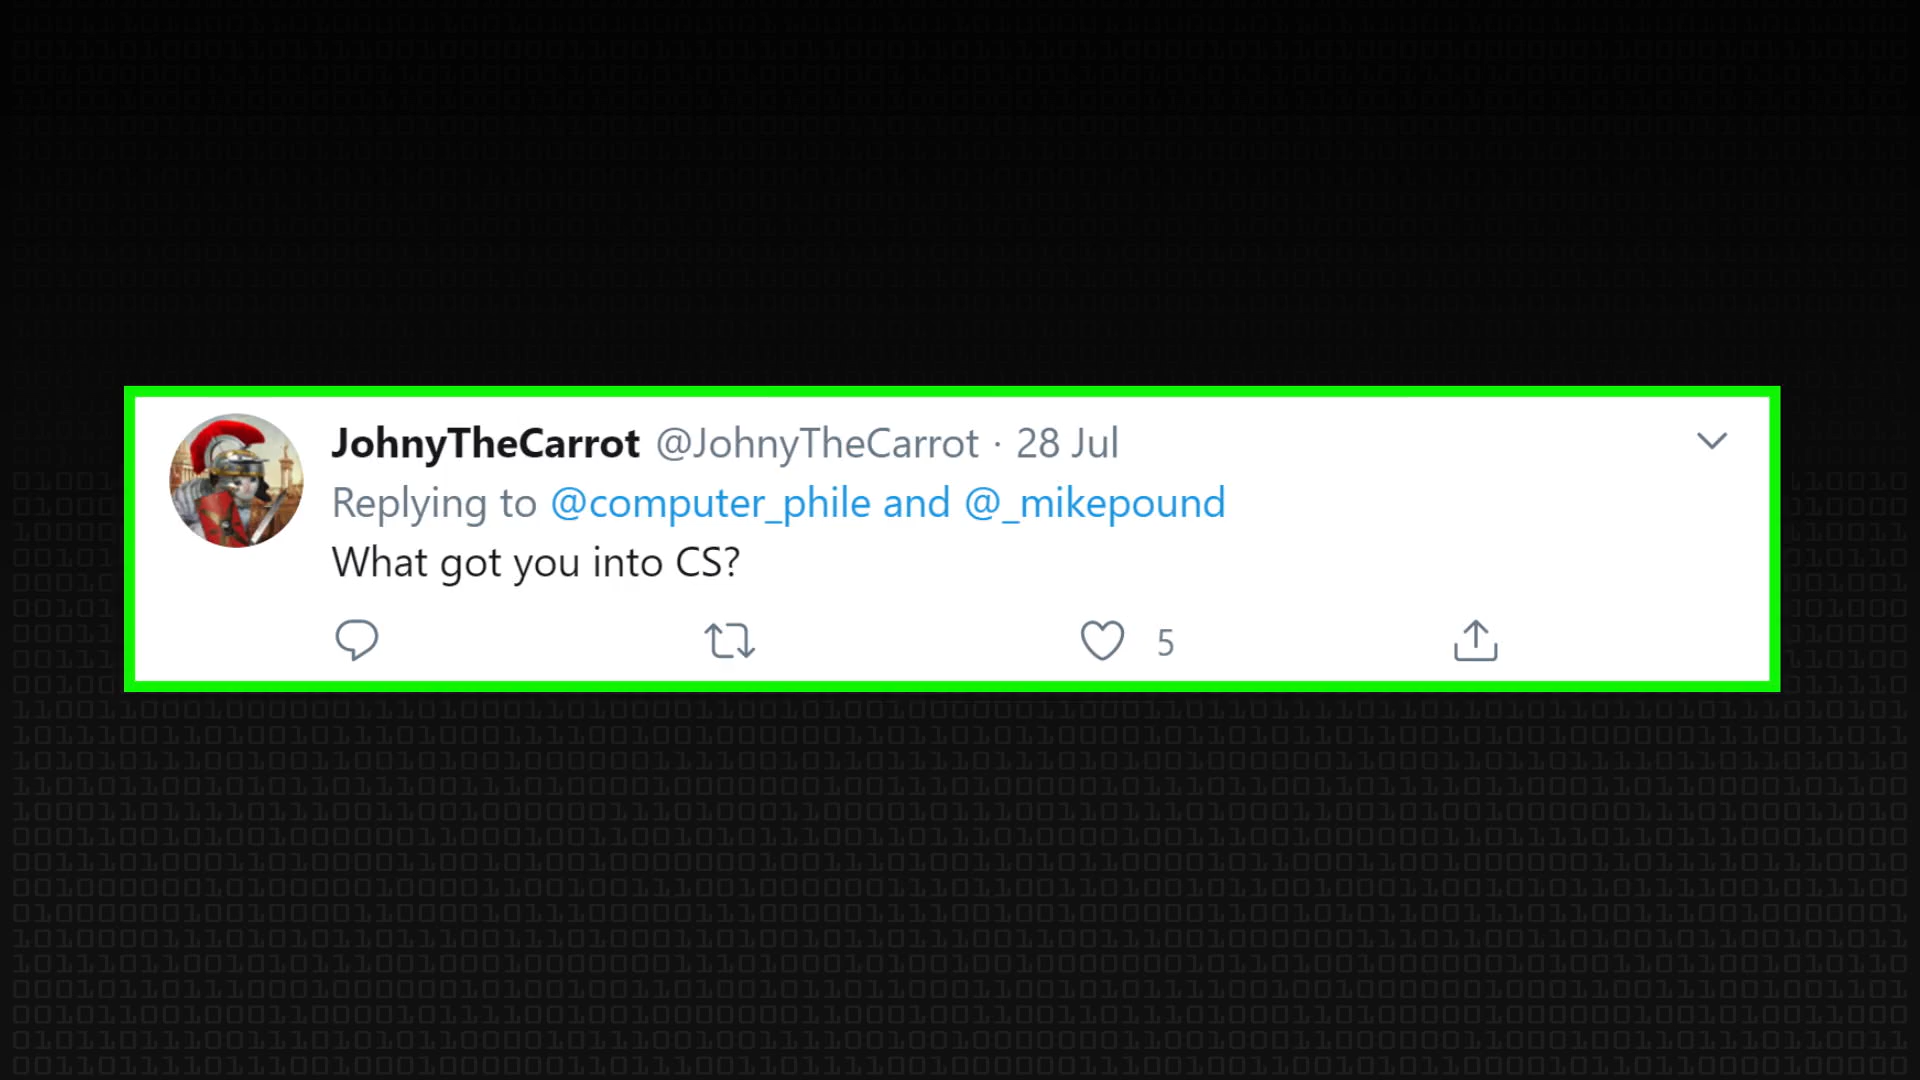 JohnyTheCarrot @JohnyTheCarrot · 28 Jul
Replying to @computer_phile and @_mikepound
What got you into CS?
5